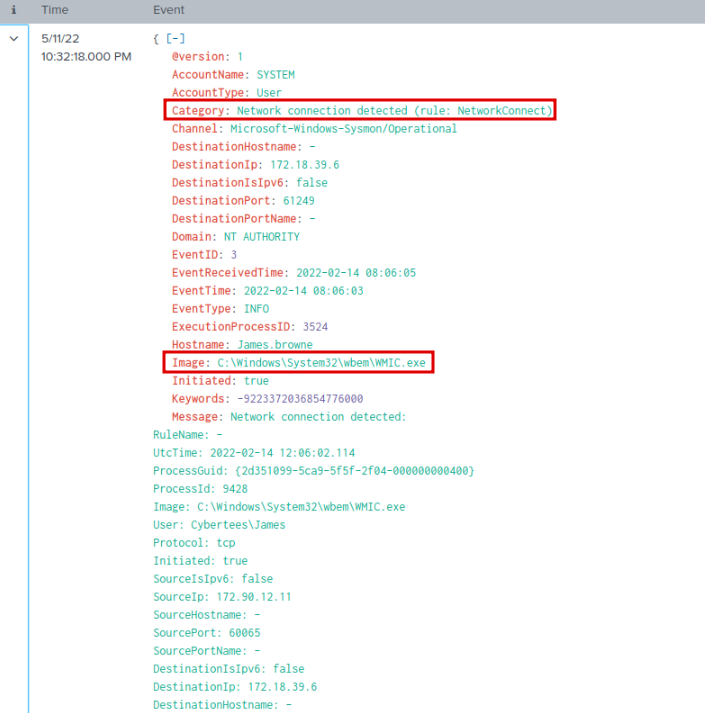 i Time Event
5/11/22 { [-]
10:32:18.000 PM @version: 1
AccountName: SYSTEM
AccountType: User
Category: Network connection detected (rule: NetworkConnect)
Channel: Microsoft-Windows-Sysmon/Operational
DestinationHostname: -
DestinationIp: 172.18.39.6
DestinationIsIpv6: false
DestinationPort: 61249
DestinationPortName: -
Domain: NT AUTHORITY
EventID: 3
EventReceivedTime: 2022-02-14 08:06:05
EventTime: 2022-02-14 08:06:03
EventType: INFO
ExecutionProcessID: 3524
Hostname: James.browne
Image: C:\Windows\System32\wbem\WMIC.exe
Initiated: true
Keywords: -9223372036854776000
Message: Network connection detected:
RuleName: -
UtcTime: 2022-02-14 12:06:02.114
ProcessGuid: {2d351099-5ca9-5f5f-2f04-000000000400}
ProcessId: 9428
Image: C:\Windows\System32\wbem\WMIC.exe
User: Cybertees\James
Protocol: tcp
Initiated: true
SourceIsIpv6: false
SourceIp: 172.90.12.11
SourceHostname: -
SourcePort: 60065
SourcePortName: -
DestinationIsIpv6: false
DestinationIp: 172.18.39.6
DestinationHostname: -